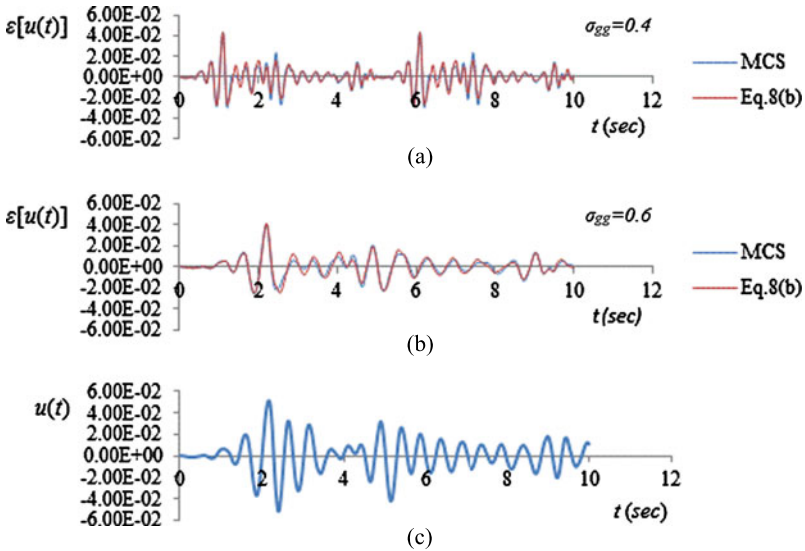 6.00E-02
ε[u(t)]
4.00E-02
σgg=0.4
2.00E-02
MCS
0.00E+00
-2.00E-02
0 2 4 6 8 10 12
Eq.8(b)
-4.00E-02
-6.00E-02
t (sec)
(a)
6.00E-02
ε[u(t)]
4.00E-02
σgg=0.6
2.00E-02
MCS
0.00E+00
-2.00E-02
0 2 4 6 8 10 12
Eq.8(b)
-4.00E-02
-6.00E-02
t(sec)
(b)
6.00E-02
u(t)
4.00E-02
2.00E-02
0.00E+00
-2.00E-02
0 2 4 6 8 10 12
-4.00E-02
-6.00E-02
t (sec)
(c)